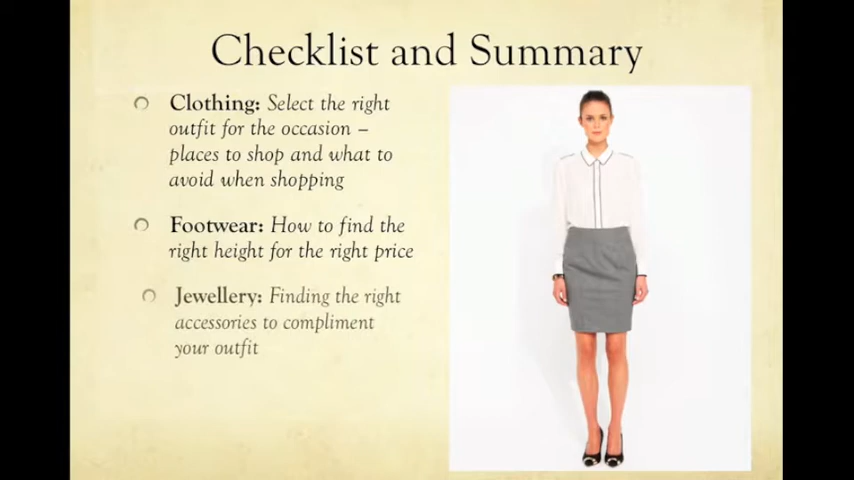 Checklist and Summary
Clothing: Select the right
outfit for the occasion –
places to shop and what to
avoid when shopping
Footwear: How to find the
right height for the right price
Jewellery: Finding the right
accessories to compliment
your outfit